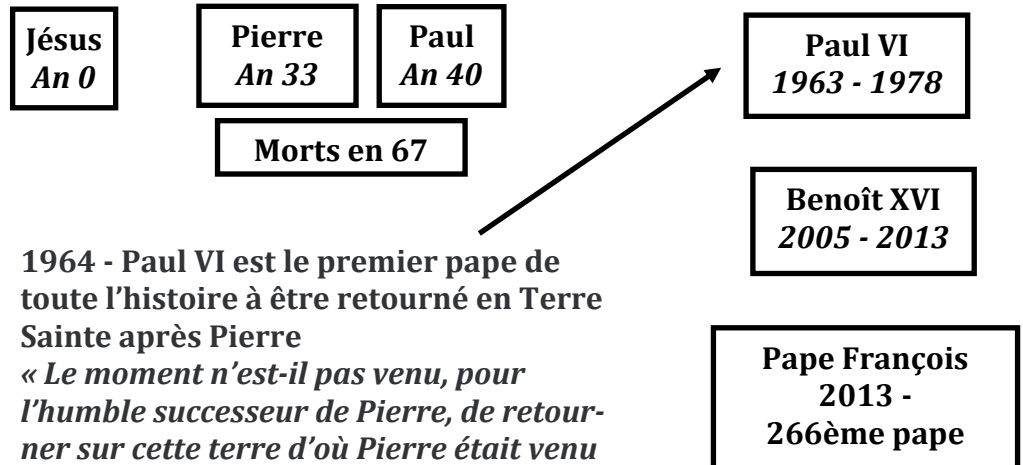 Jésus
An 0
Pierre
An 33
Paul
An 40
Morts en 67
Paul VI
1963 - 1978
Benoît XVI
2005 - 2013
Pape François
2013 -
266ème pape
1964 - Paul VI est le premier pape de
toute l’histoire à être retourné en Terre
Sainte après Pierre
« Le moment n’est-il pas venu, pour
l’humble successeur de Pierre, de retour-
ner sur cette terre d’où Pierre était venu